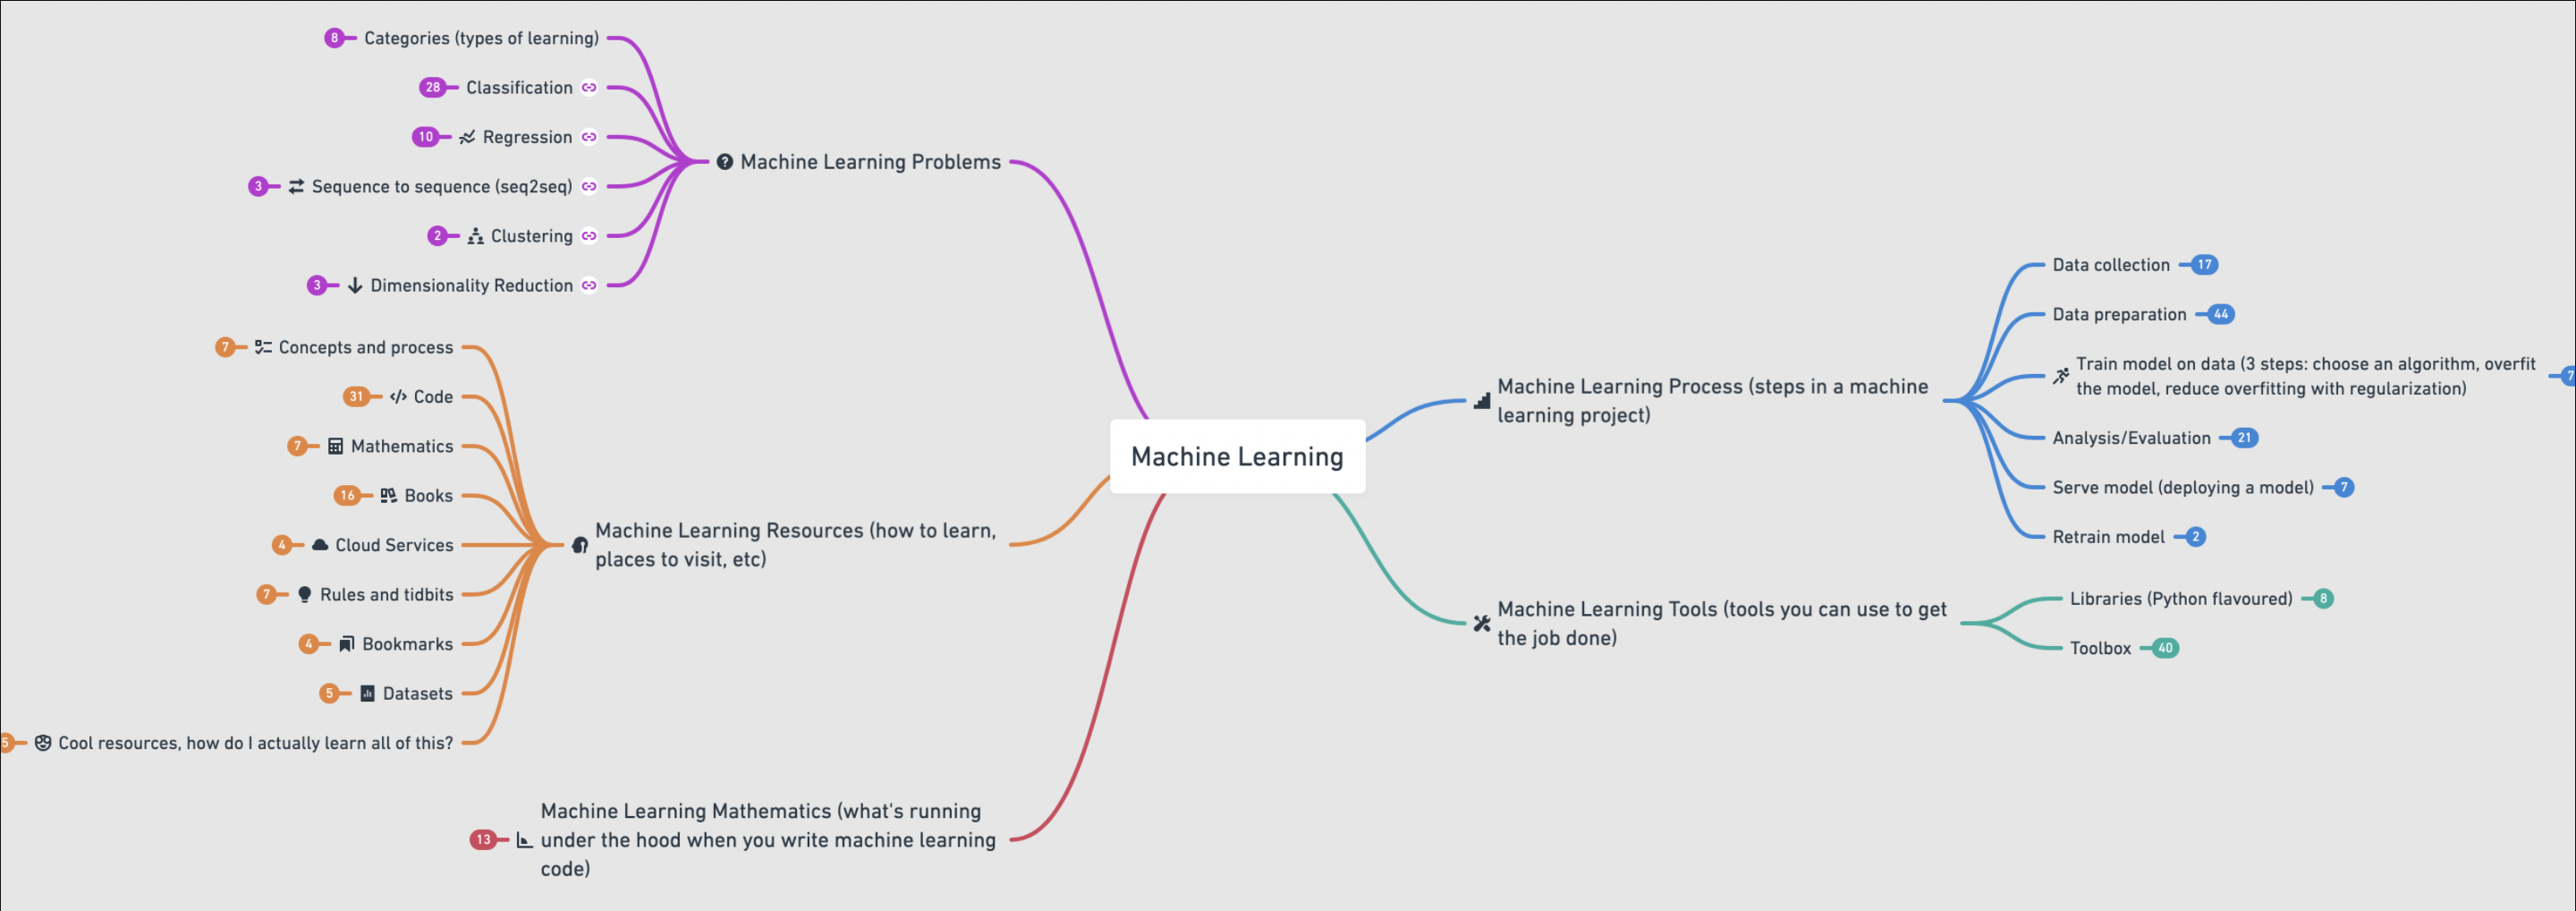 8 Categories (types of learning)
28 Classification
10 Regression
3 Sequence to sequence (seq2seq)
2 Clustering
3 Dimensionality Reduction
Machine Learning Problems
7 Concepts and process
31 Code
7 Mathematics
16 Books
4 Cloud Services
7 Rules and tidbits
4 Bookmarks
5 Datasets
5 Cool resources, how do I actually learn all of this?
Machine Learning Resources (how to learn,
places to visit, etc)
13
Machine Learning Mathematics (what's running
under the hood when you write machine learning
code)
Machine Learning
Machine Learning Process (steps in a machine
learning project)
Data collection 17
Data preparation 44
Train model on data (3 steps: choose an algorithm, overfit
the model, reduce overfitting with regularization)
Analysis/Evaluation 21
Serve model (deploying a model) 7
Retrain model 2
Machine Learning Tools (tools you can use to get
the job done)
Libraries (Python flavoured) 8
Toolbox 40